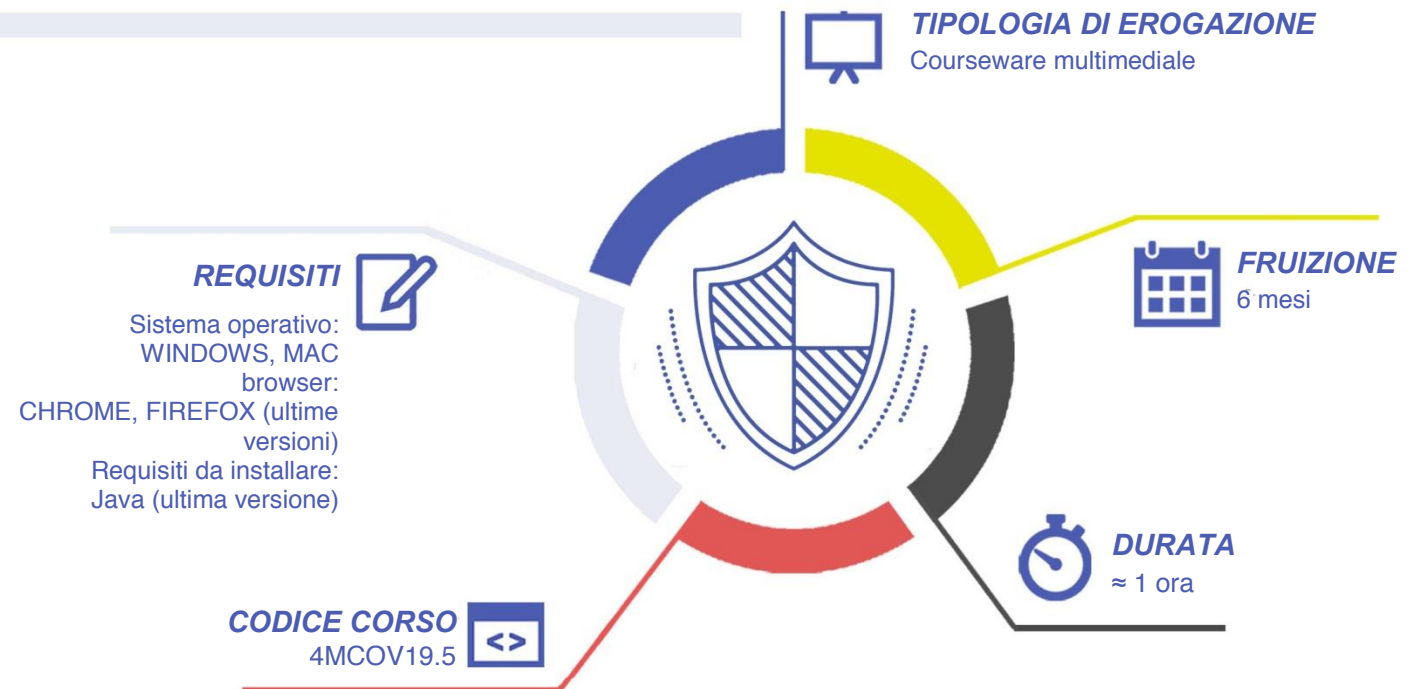 TIPOLOGIA DI EROGAZIONE
Courseware multimediale
REQUISITI
Sistema operativo:
WINDOWS, MAC
browser:
CHROME, FIREFOX (ultime
versioni)
Requisiti da installare:
Java (ultima versione)
FRUIZIONE
6 mesi
DURATA
≈ 1 ora
CODICE CORSO
4MCOV19.5
<>